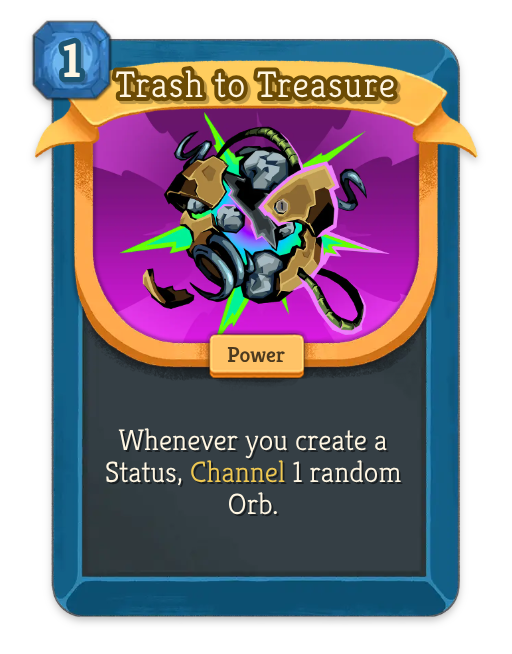 1
Trash to Treasure
Power
Whenever you create a
Status, Channel 1 random
Orb.